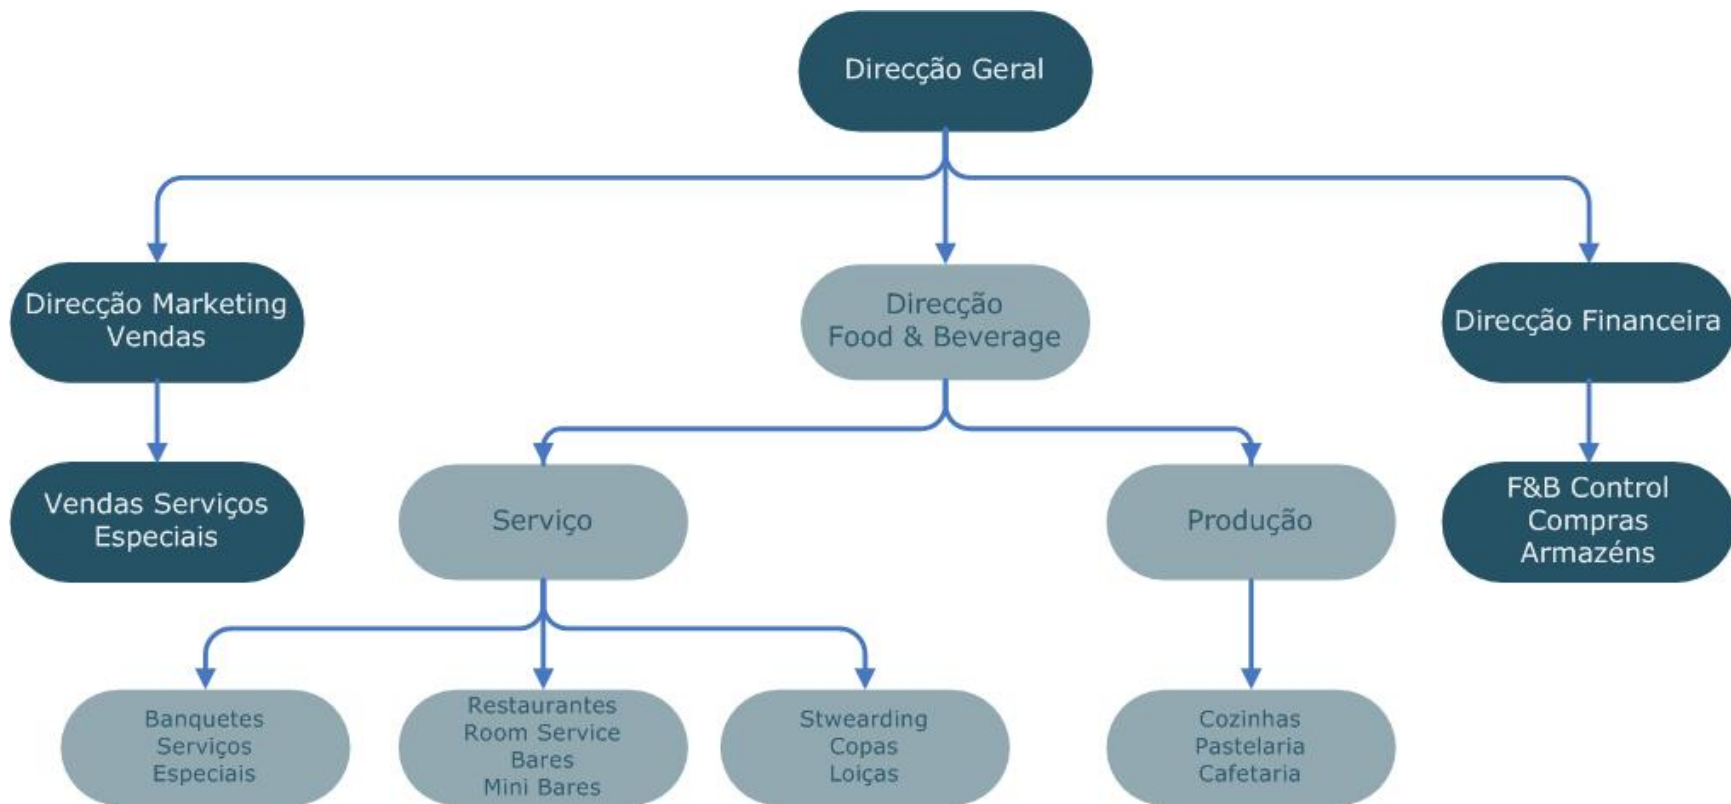 Direcção Geral
Direcção Marketing
Vendas
Direcção
Food & Beverage
Direcção Financeira
Vendas Serviços
Especiais
Serviço
Produção
F&B Control
Compras
Armazéns
Banquetes
Serviços
Especiais
Restaurantes
Room Service
Bares
Mini Bares
Stwearding
Copas
Loiças
Cozinhas
Pastelaria
Cafetaria